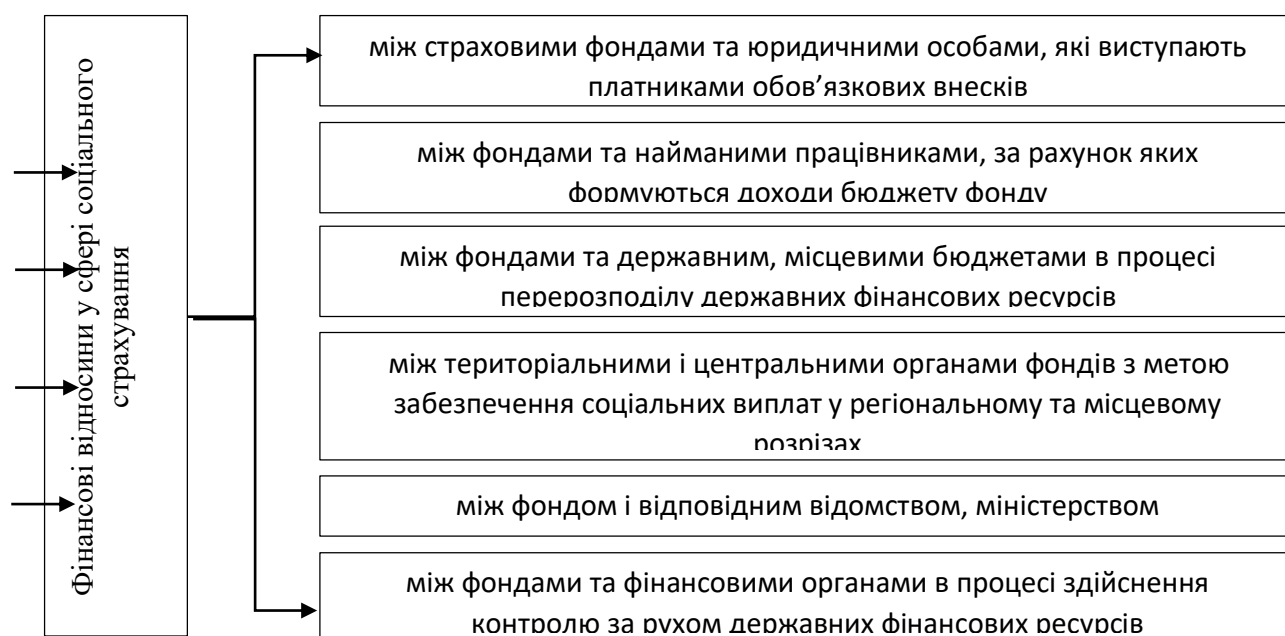 Фінансові відносини у сфері соціального
страхування
між страховими фондами та юридичними особами, які виступають
платниками обов’язкових внесків
між фондами та найманими працівниками, за рахунок яких
формуються доходи бюджету фонду
між фондами та державним, місцевими бюджетами в процесі
перерозподілу державних фінансових ресурсів
між територіальними і центральними органами фондів з метою
забезпечення соціальних виплат у регіональному та місцевому
розрізах
між фондом і відповідним відомством, міністерством
між фондами та фінансовими органами в процесі здійснення
контролю за рухом державних фінансових ресурсів